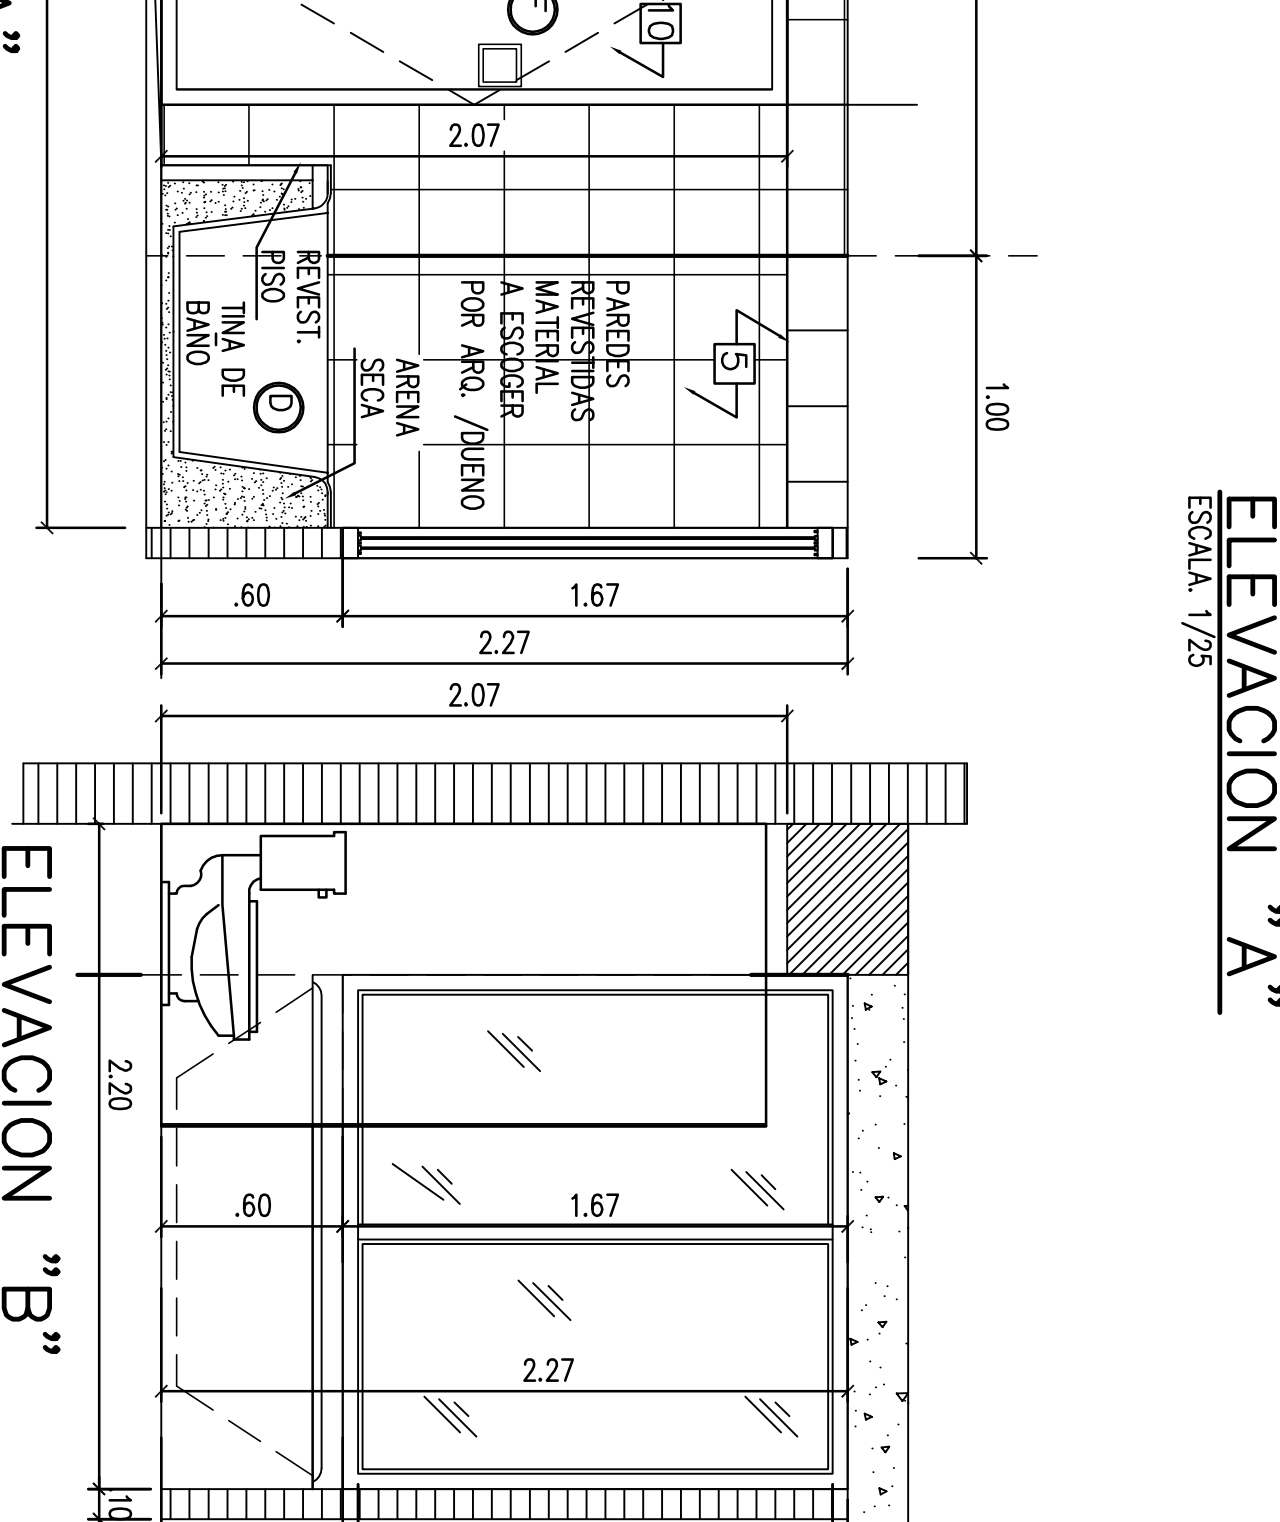 ELEVACION "A"
ESCALA. 1/25
1.00
10
5
2.07
PAREDES
REVESTIDAS
MATERIAL
A ESCOGER
POR ARQ. /DUENO
ARENA
SECA
REVEST.
PISO
TINA DE
BANO
D
.60
1.67
2.27
2.07
2.20
.60
1.67
2.27
.10
ELEVACION "B"